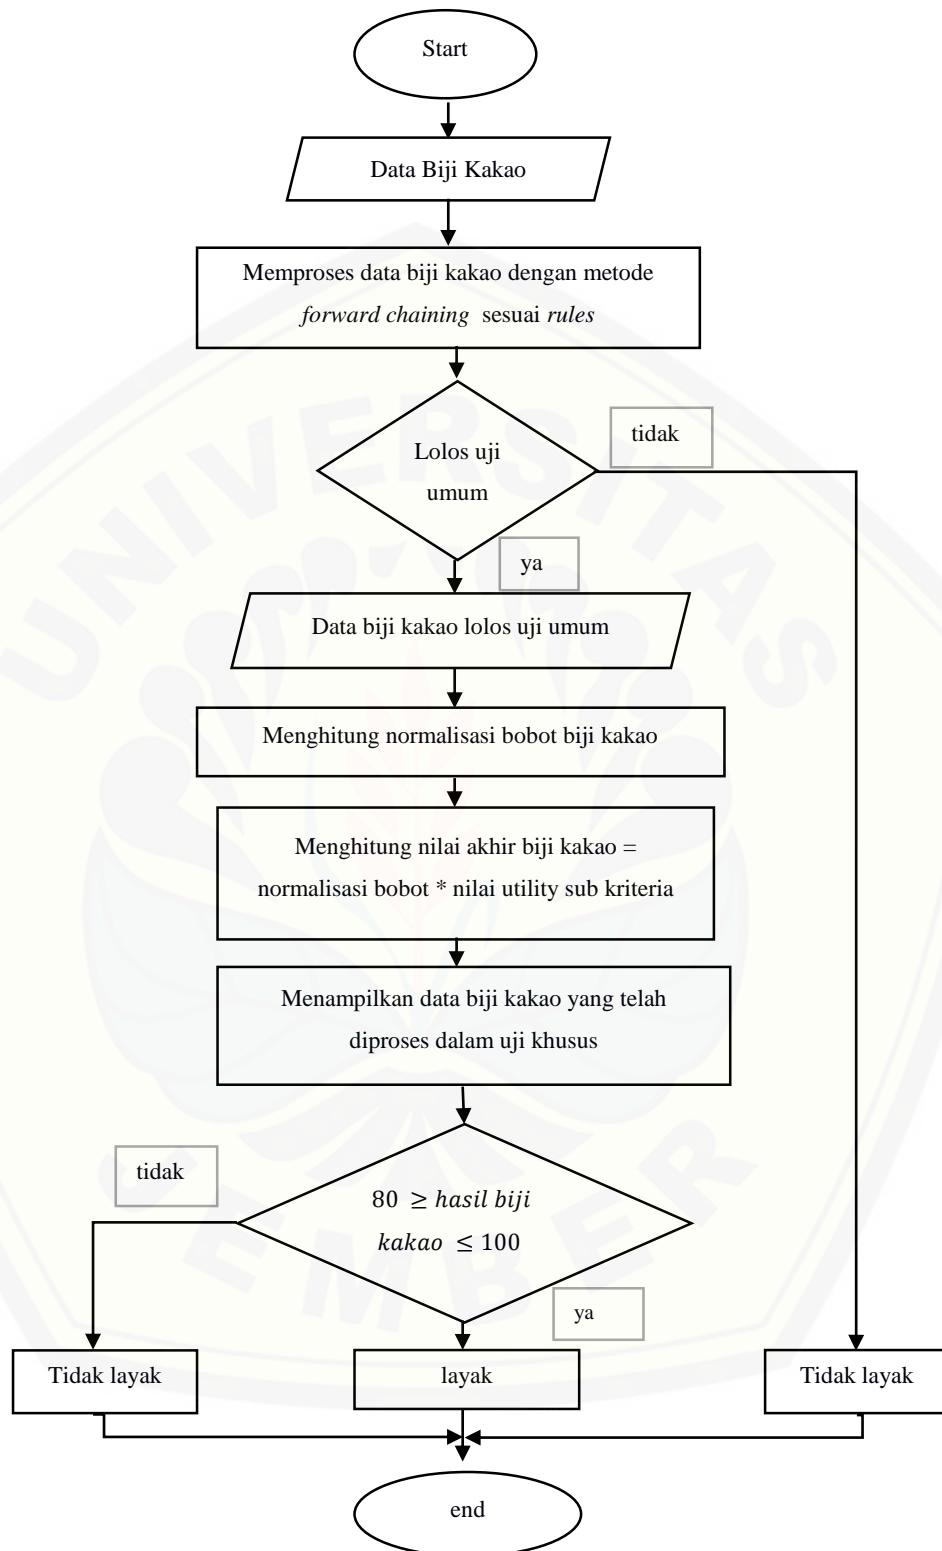 Start
Data Biji Kakao
Memproses data biji kakao dengan metode
forward chaining sesuai rules
Lolos uji
umum
tidak
ya
Data biji kakao lolos uji umum
Menghitung normalisasi bobot biji kakao
Menghitung nilai akhir biji kakao =
normalisasi bobot * nilai utility sub kriteria
Menampilkan data biji kakao yang telah
diproses dalam uji khusus
tidak
80 ≥ hasil biji
kakao ≤ 100
ya
Tidak layak
layak
Tidak layak
end
UNIVERSITAS
JEMBER